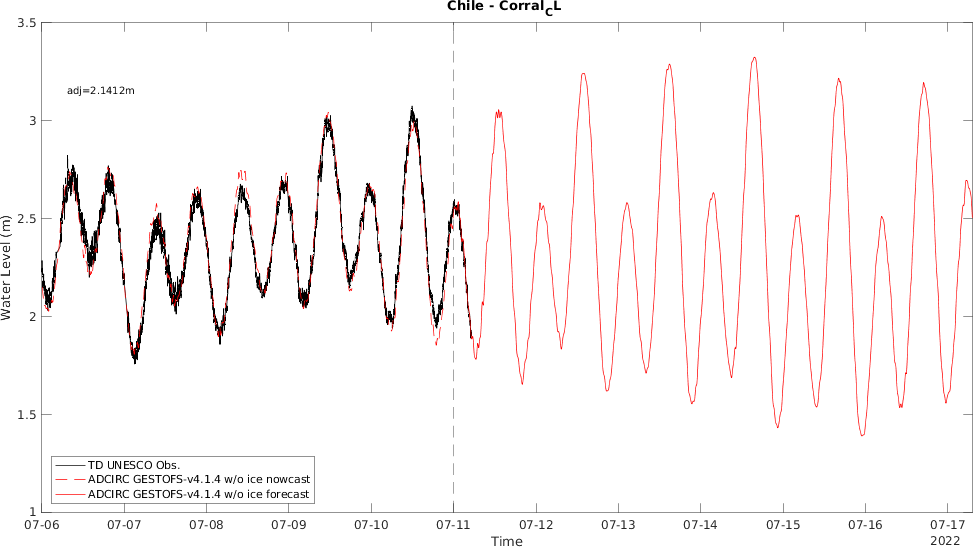 Chile - Corral_CL
3.5
adj=2.1412m
3
2.5
Water Level (m)
2
1.5
TD UNESCO Obs.
ADCIRC GESTOFS-v4.1.4 w/o ice nowcast
ADCIRC GESTOFS-v4.1.4 w/o ice forecast
1
07-06 07-07 07-08 07-09 07-10 07-11 07-12 07-13 07-14 07-15 07-16 07-17
Time 2022